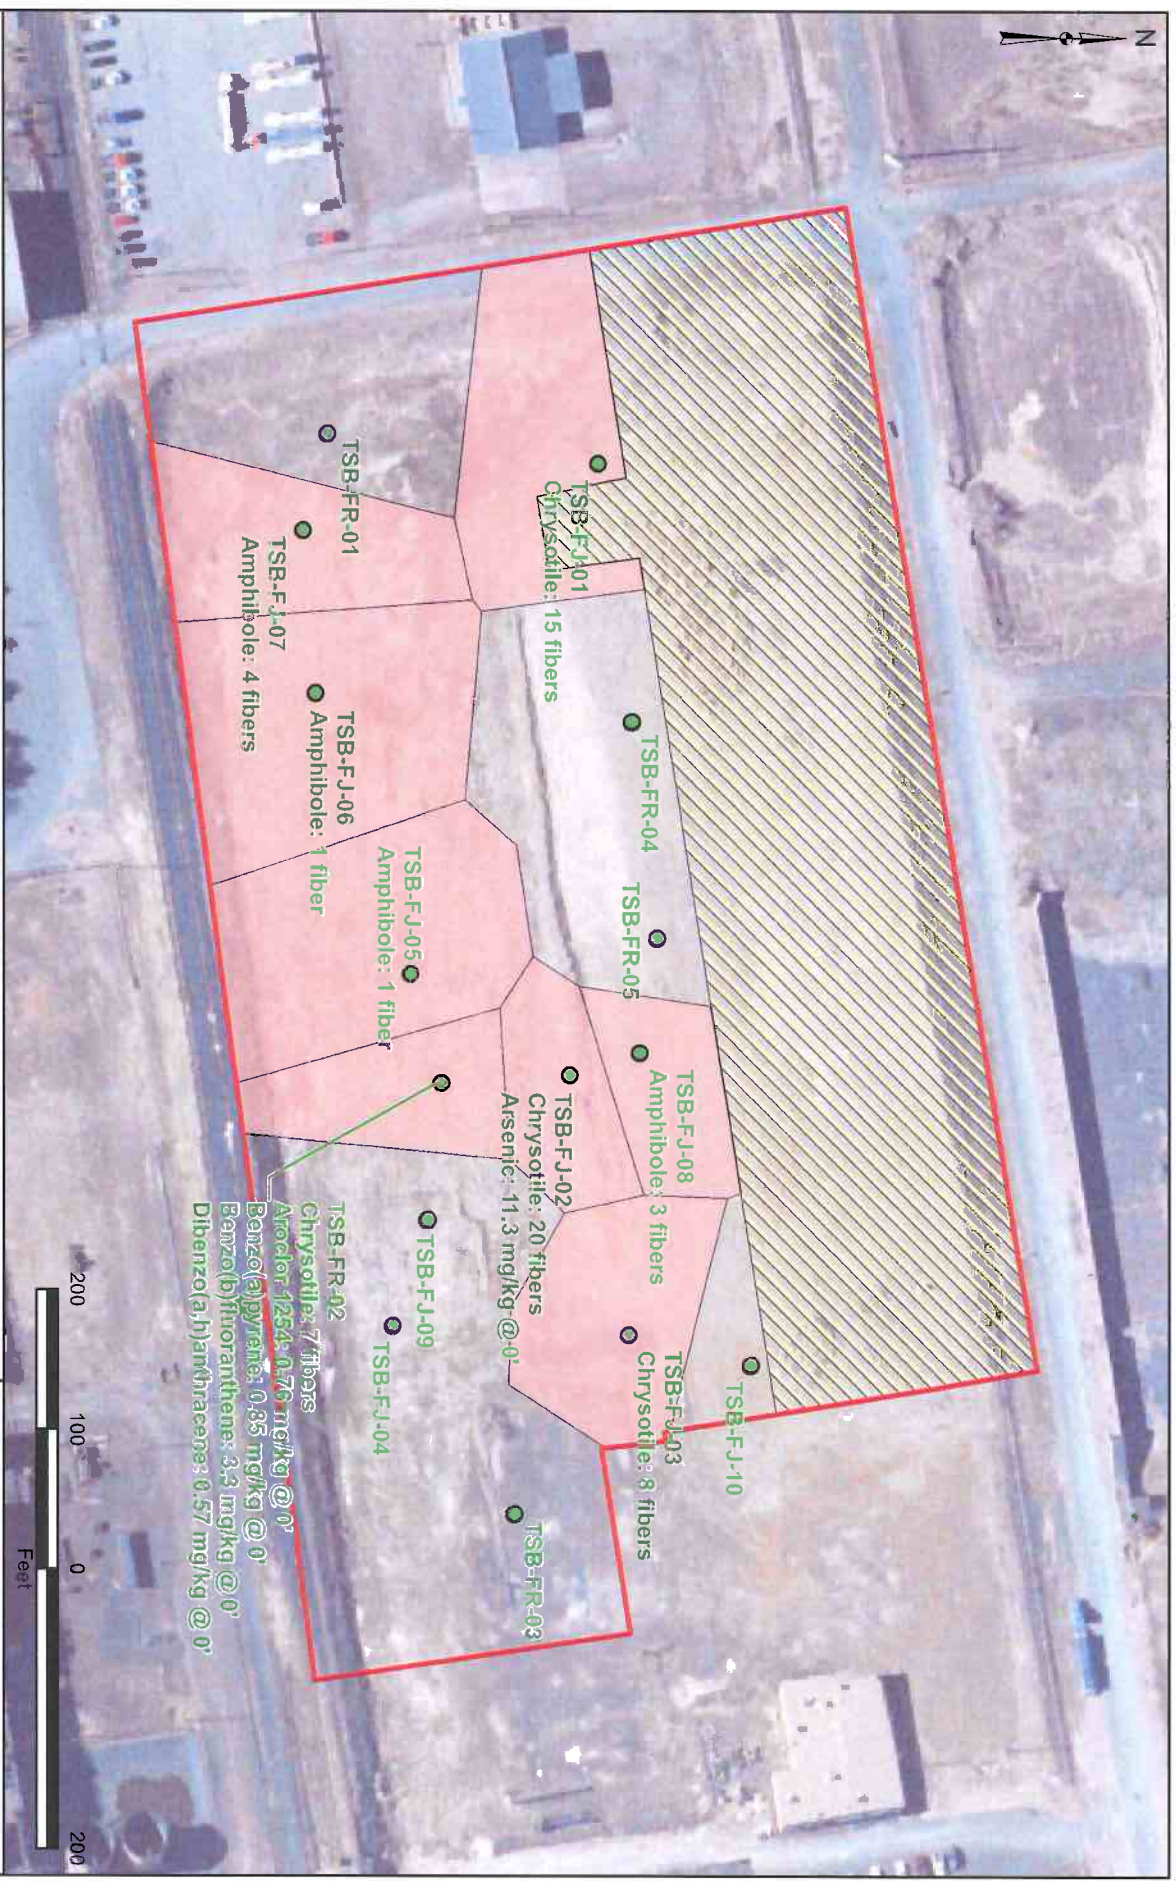 N
TSB-FJ-01
Chrysotile: 15 fibers
TSB-FR-01
TSB-FJ-07
Amphibole: 4 fibers
TSB-FJ-06
Amphibole: 1 fiber
TSB-FR-04
TSB-FR-05
TSB-FJ-05
Amphibole: 1 fiber
TSB-FJ-08
Amphibole: 3 fibers
TSB-FJ-02
Chrysotile: 20 fibers
Arsenic: 11.3 mg/kg @ 0'
TSB-FJ-10
TSB-FJ-03
Chrysotile: 8 fibers
TSB-FJ-09
TSB-FJ-04
TSB-FR-03
TSB-FR-02
Chrysotile: 7 fibers
Aroclor 1254: 0.76 mg/kg @ 0'
Benzo(a)pyrene: 0.85 mg/kg @ 0'
Benzo(b)fluoranthene: 3.3 mg/kg @ 0'
Dibenzo(a,h)anthracene: 0.57 mg/kg @ 0'
200 100 0 200
Feet